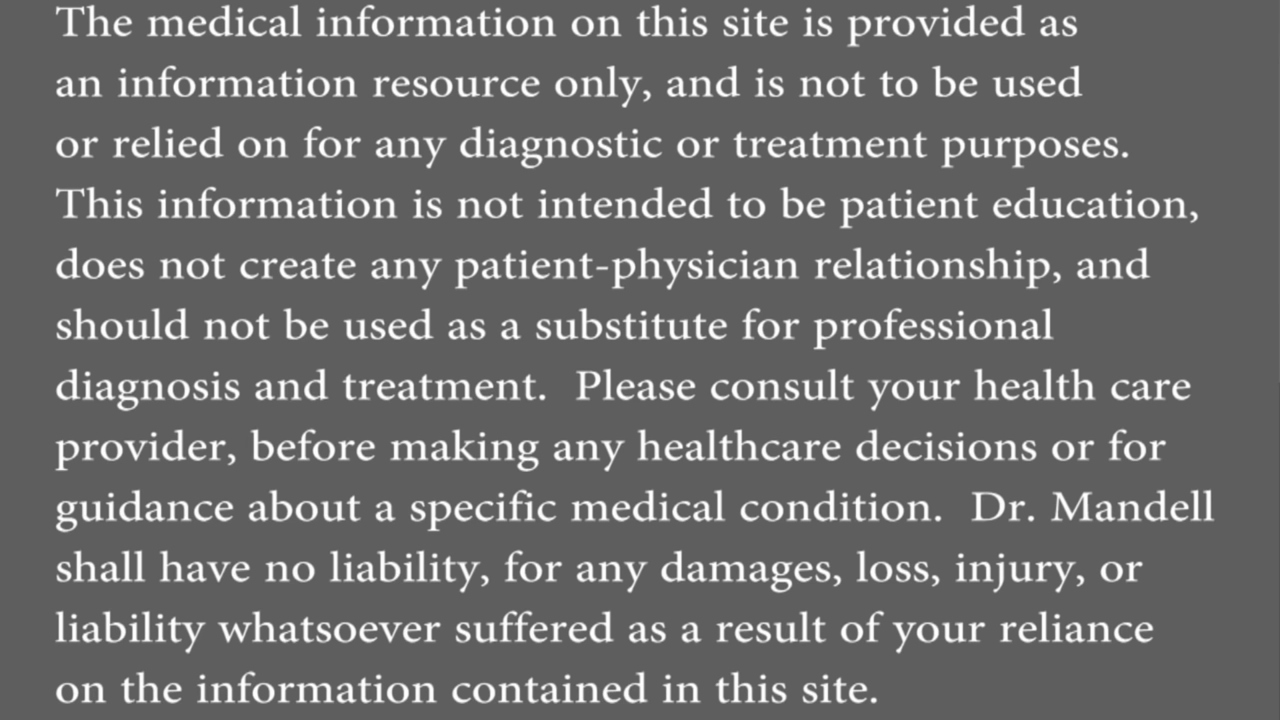 The medical information on this site is provided as
an information resource only, and is not to be used
or relied on for any diagnostic or treatment purposes.
This information is not intended to be patient education,
does not create any patient-physician relationship, and
should not be used as a substitute for professional
diagnosis and treatment.  Please consult your health care
provider, before making any healthcare decisions or for
guidance about a specific medical condition.  Dr. Mandell
shall have no liability, for any damages, loss, injury, or
liability whatsoever suffered as a result of your reliance
on the information contained in this site.